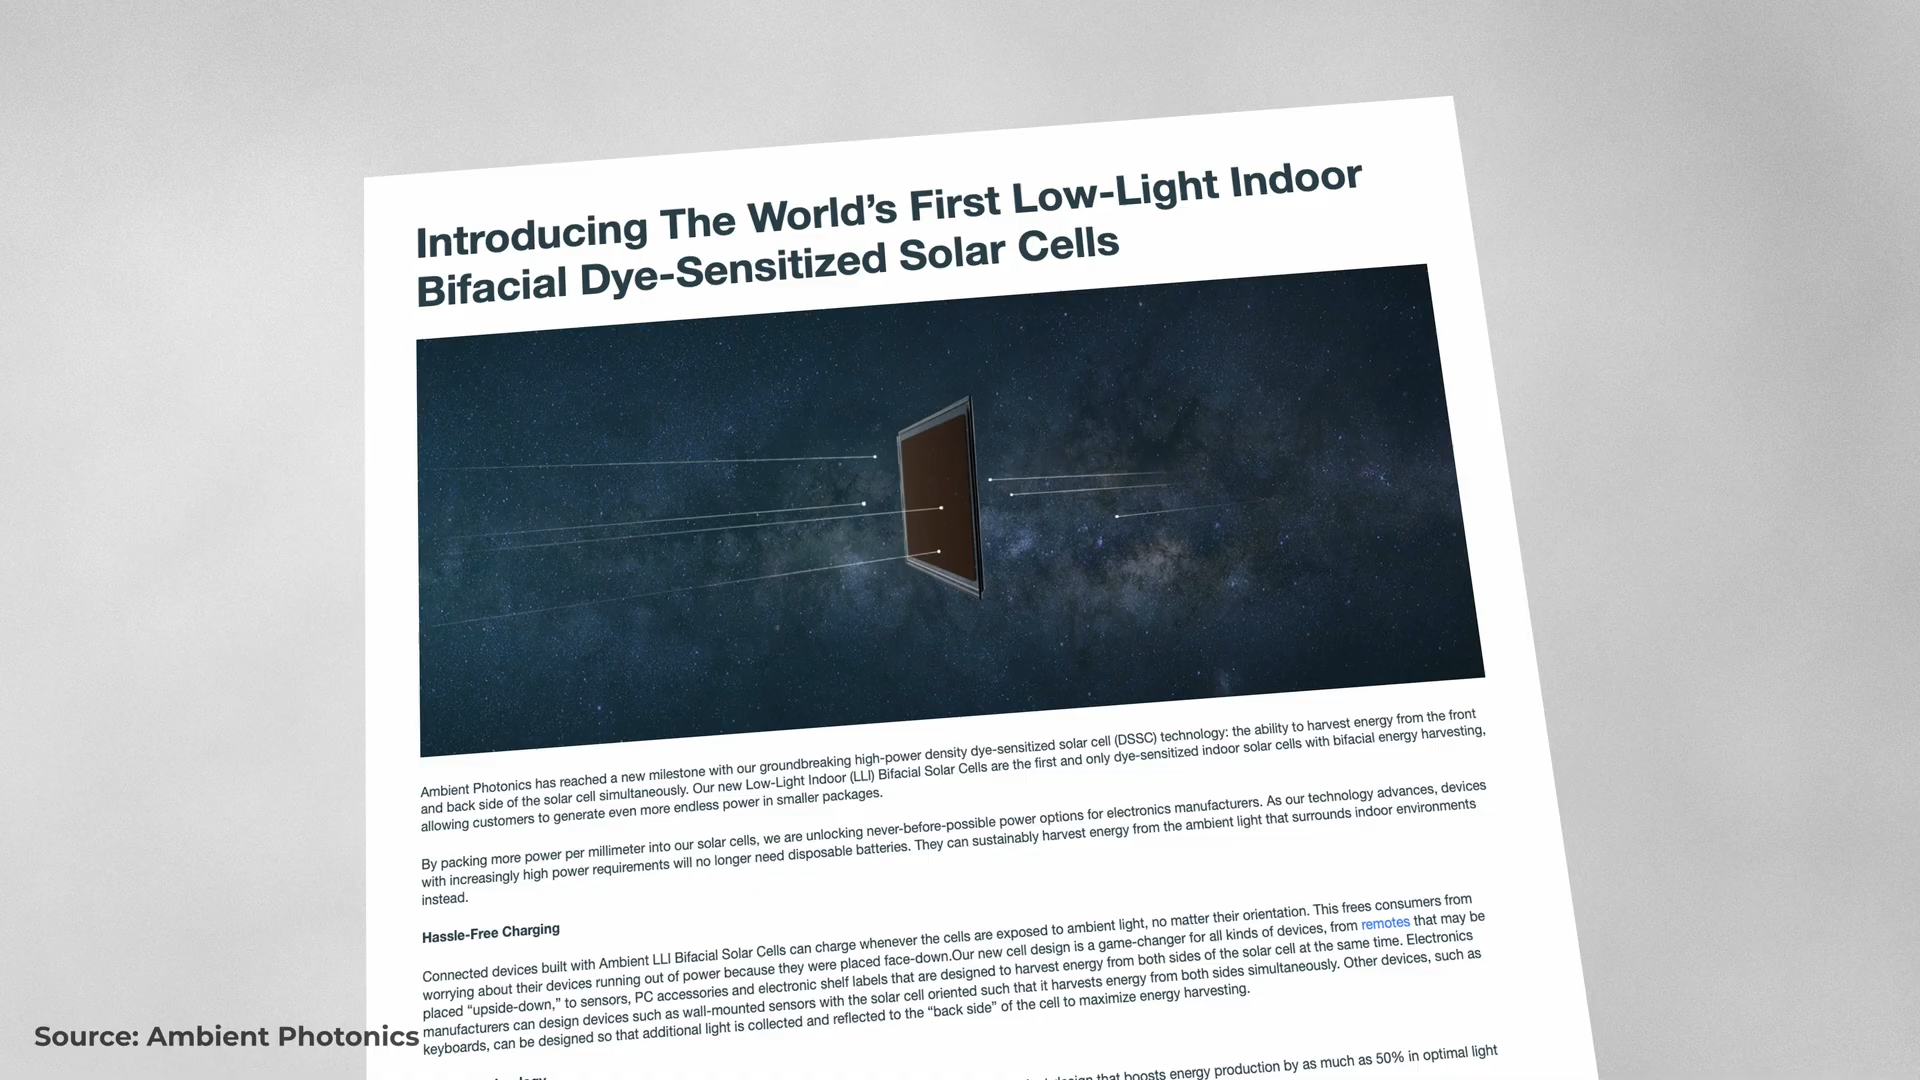 Introducing The World’s First Low-Light Indoor
Bifacial Dye-Sensitized Solar Cells
Ambient Photonics has reached a new milestone with our groundbreaking high-power density dye-sensitized solar cell (DSSC) technology: the ability to harvest energy from the front
and back side of the solar cell simultaneously. Our new Low-Light Indoor (LLI) Bifacial Solar Cells are the first and only dye-sensitized indoor solar cells with bifacial energy harvesting,
allowing customers to generate even more endless power in smaller packages.
By packing more power per millimeter into our solar cells, we are unlocking never-before-possible power options for electronics manufacturers. As our technology advances, devices
with increasingly high power requirements will no longer need disposable batteries. They can sustainably harvest energy from the ambient light that surrounds indoor environments
instead.
Hassle-Free Charging
Connected devices built with Ambient LLI Bifacial Solar Cells can charge whenever the cells are exposed to ambient light, no matter their orientation. This frees consumers from
worrying about their devices running out of power because they were placed face-down.Our new cell design is a game-changer for all kinds of devices, from remotes that may be
placed “upside-down,” to sensors, PC accessories and electronic shelf labels that are designed to harvest energy from both sides of the solar cell at the same time. Electronics
manufacturers can design devices such as wall-mounted sensors with the solar cell oriented such that it harvests energy from both sides simultaneously. Other devices, such as
keyboards, can be designed so that additional light is collected and reflected to the “back side” of the cell to maximize energy harvesting.
that boosts energy production by as much as 50% in optimal light
Source: Ambient Photonics